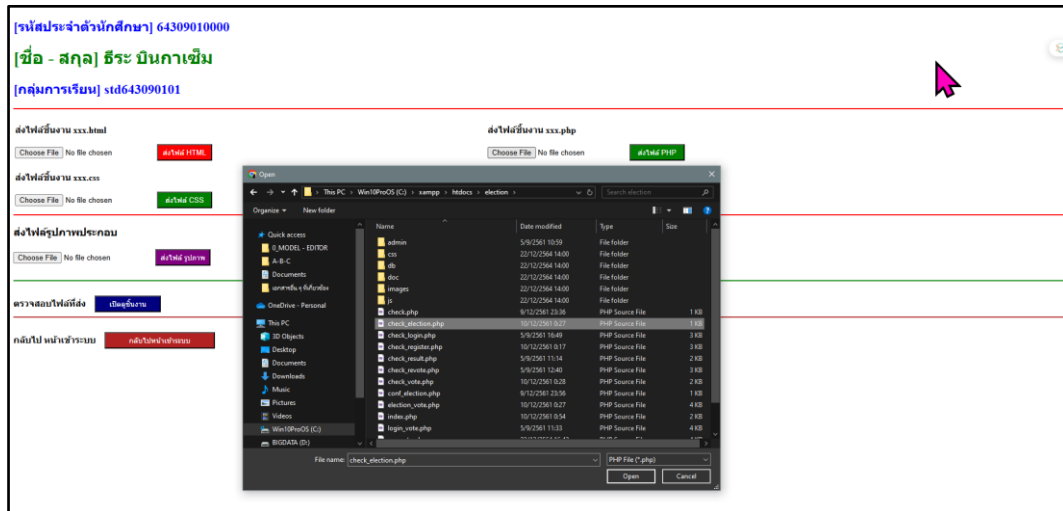 [รหัสประจำตัวนักศึกษา] 64309010000
[ชื่อ - สกุล] ธีระ บินกาเซ็ม
[กลุ่มการเรียน] std643090101
ส่งไฟล์ชิ้นงาน xxx.html
ส่งไฟล์ชิ้นงาน xxx.php
Choose File No file chosen ส่งไฟล์ HTML
Choose File No file chosen ส่งไฟล์ PHP
ส่งไฟล์ชิ้นงาน xxx.css
Choose File No file chosen ส่งไฟล์ CSS
ส่งไฟล์รูปภาพประกอบ
Choose File No file chosen ส่งไฟล์ รูปภาพ
ตรวจสอบไฟล์ที่ส่ง เปิดดูชิ้นงาน
กลับไป หน้าเข้าระบบ กลับไปหน้าเข้าระบบ
Open
This PC › Win10ProOS (C:) › xampp › htdocs › election ›
Search election
Organize New folder
Quick access
0_MODEL - EDITOR
A-B-C
Documents
เอกสารอื่น ๆ ที่เกี่ยวข้อง
OneDrive - Personal
This PC
3D Objects
Desktop
Documents
Downloads
Music
Pictures
Videos
Win10ProOS (C:)
BIGDATA (D:)
Name Date modified Type Size
admin 5/9/2561 10:59 File folder
css 22/12/2564 14:00 File folder
db 22/12/2564 14:00 File folder
doc 22/12/2564 14:00 File folder
images 22/12/2564 14:00 File folder
js 22/12/2564 14:00 File folder
check.php 9/12/2561 23:36 PHP Source File 1 KB
check_election.php 10/12/2561 0:27 PHP Source File 1 KB
check_login.php 5/9/2561 16:49 PHP Source File 3 KB
check_register.php 10/12/2561 0:17 PHP Source File 3 KB
check_result.php 5/9/2561 11:14 PHP Source File 2 KB
check_revote.php 5/9/2561 12:40 PHP Source File 3 KB
check_vote.php 10/12/2561 0:28 PHP Source File 2 KB
conf_election.php 9/12/2561 23:56 PHP Source File 1 KB
election_vote.php 10/12/2561 0:27 PHP Source File 4 KB
index.php 10/12/2561 0:54 PHP Source File 2 KB
login_vote.php 5/9/2561 11:33 PHP Source File 4 KB
File name: check_election.php PHP File (*.php)
Open Cancel